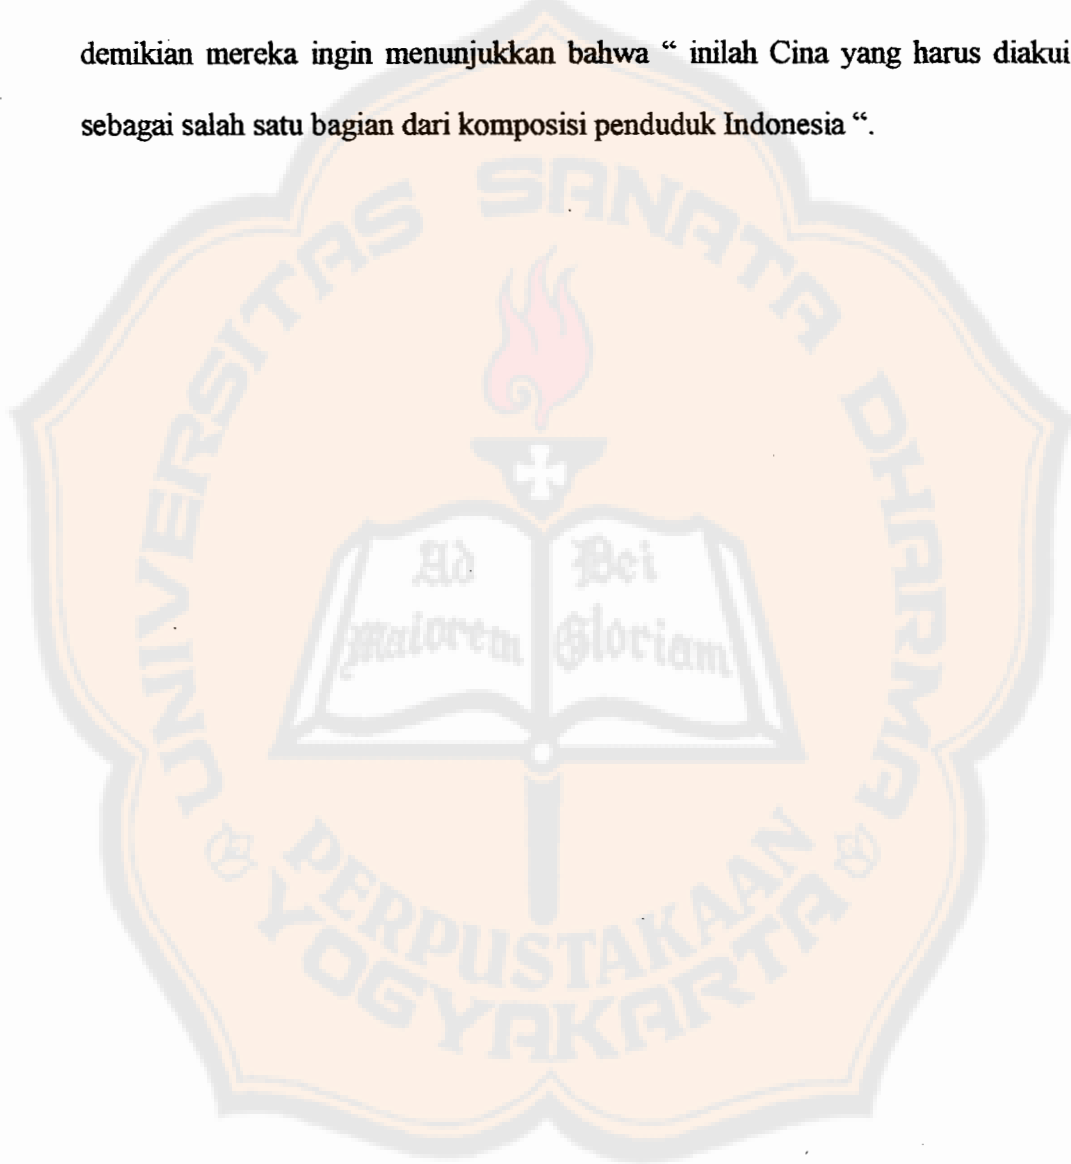 demikian mereka ingin menunjukkan bahwa “ inilah Cina yang harus diakui
sebagai salah satu bagian dari komposisi penduduk Indonesia “.
UNIVERSITAS SANATA DHARMA
Ad Dei
maiorem Gloriam
PERPUSTAKAAN
YOGYAKARTA